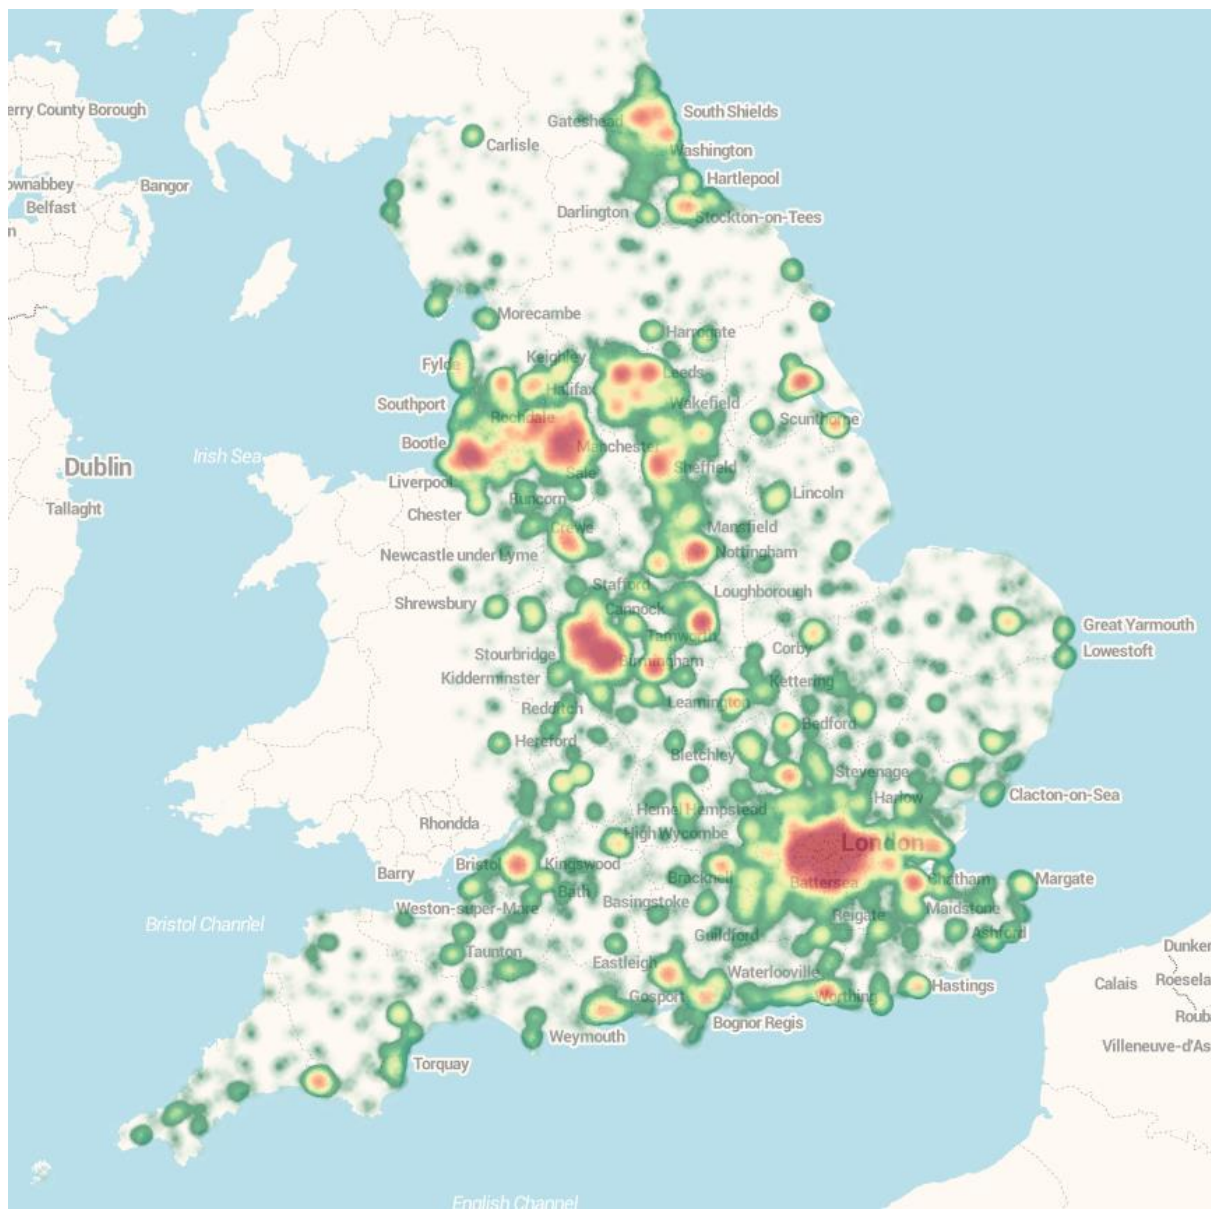 erry County Borough
South Shields
Gateshead
Carlisle
Washington
Hartlepool
ownabbey
Bangor
Belfast
Darlington
Stockton-on-Tees
n
Morecambe
Harrogate
Keighley
Fylde
Leeds
Halifax
Wakefield
Southport
Rochdale
Scunthorpe
Bootle
Manchester
Irish Sea
Dublin
Sheffield
Sale
Liverpool
Runcorn
Lincoln
Tallaght
Chester
Crewe
Mansfield
Newcastle under Lyme
Nottingham
Stafford
Loughborough
Shrewsbury
Cannock
Tamworth
Great Yarmouth
Corby
Stourbridge
Birmingham
Lowestoft
Kidderminster
Kettering
Redditch
Leamington
Bedford
Hereford
Bletchley
Stevenage
Harlow
Clacton-on-Sea
Hemel Hempstead
Rhondda
High Wycombe
London
Bristol
Kingswood
Barry
Bracknell
Battersea
Chatham
Margate
Bath
Weston-super-Mare
Basingstoke
Maidstone
Bristol Channel
Reigate
Guildford
Ashford
Taunton
Dunker
Eastleigh
Waterlooville
Calais
Roesela
Gosport
Worthing
Hastings
Weymouth
Bognor Regis
Rouba
Villeneuve-d'As
Torquay
English Channel